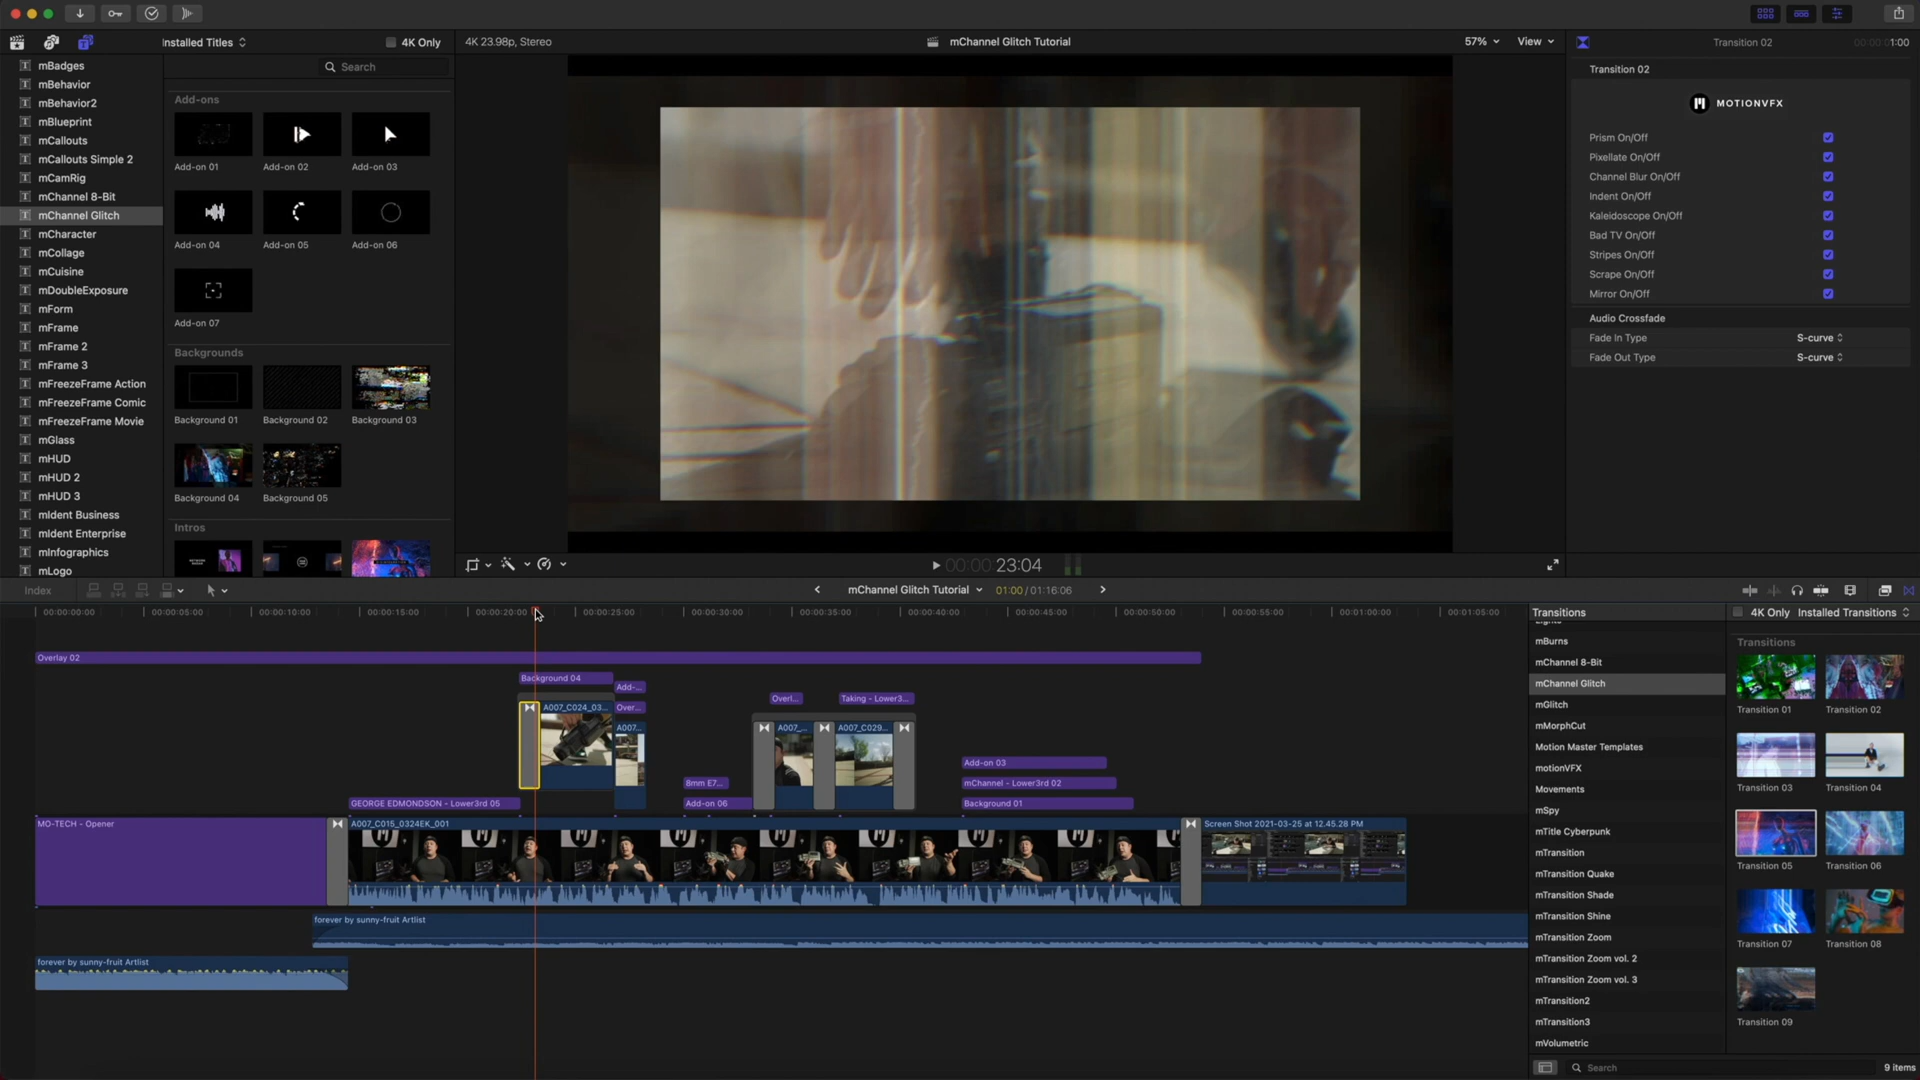 Installed Titles
4K Only
4K 23.98p, Stereo
mChannel Glitch Tutorial
57%
View
Transition 02
00:00:01:00
mBadges
mBehavior
mBehavior2
mBlueprint
mCallouts
mCallouts Simple 2
mCamRig
mChannel 8-Bit
mChannel Glitch
mCharacter
mCollage
mCuisine
mDoubleExposure
mForm
mFrame
mFrame 2
mFrame 3
mFreezeFrame Action
mFreezeFrame Comic
mFreezeFrame Movie
mGlass
mHUD
mHUD 2
mHUD 3
mIdent Business
mIdent Enterprise
mInfographics
mLogo
Search
Add-ons
Add-on 01
Add-on 02
Add-on 03
Add-on 04
Add-on 05
Add-on 06
Add-on 07
Backgrounds
Background 01
Background 02
Background 03
Background 04
Background 05
Intros
Transition 02
MOTIONVFX
Prism On/Off
Pixellate On/Off
Channel Blur On/Off
Indent On/Off
Kaleidoscope On/Off
Bad TV On/Off
Stripes On/Off
Scrape On/Off
Mirror On/Off
Audio Crossfade
Fade In Type
S-curve
Fade Out Type
S-curve
00:00:23:04
Index
mChannel Glitch Tutorial
01:00 / 01:16:06
00:00:00:00
00:00:05:00
00:00:10:00
00:00:15:00
00:00:20:00
00:00:25:00
00:00:30:00
00:00:35:00
00:00:40:00
00:00:45:00
00:00:50:00
00:00:55:00
00:01:00:00
00:01:05:00
Overlay 02
Background 04
Add-...
A007_C024_03...
Over...
A007...
Overl...
Taking - Lower3...
A007_...
A007_C029...
8mm E7...
Add-on 06
Add-on 03
mChannel - Lower3rd 02
Background 01
GEORGE EDMONDSON - Lower3rd 05
MO-TECH - Opener
A007_C015_0324EK_001
Screen Shot 2021-03-25 at 12.45.28 PM
forever by sunny-fruit Artlist
forever by sunny-fruit Artlist
Transitions
4K Only
Installed Transitions
mBurns
mChannel 8-Bit
mChannel Glitch
mGlitch
mMorphCut
Motion Master Templates
motionVFX
Movements
mSpy
mTitle Cyberpunk
mTransition
mTransition Quake
mTransition Shade
mTransition Shine
mTransition Zoom
mTransition Zoom vol. 2
mTransition Zoom vol. 3
mTransition2
mTransition3
mVolumetric
Transitions
Transition 01
Transition 02
Transition 03
Transition 04
Transition 05
Transition 06
Transition 07
Transition 08
Transition 09
Search
9 items